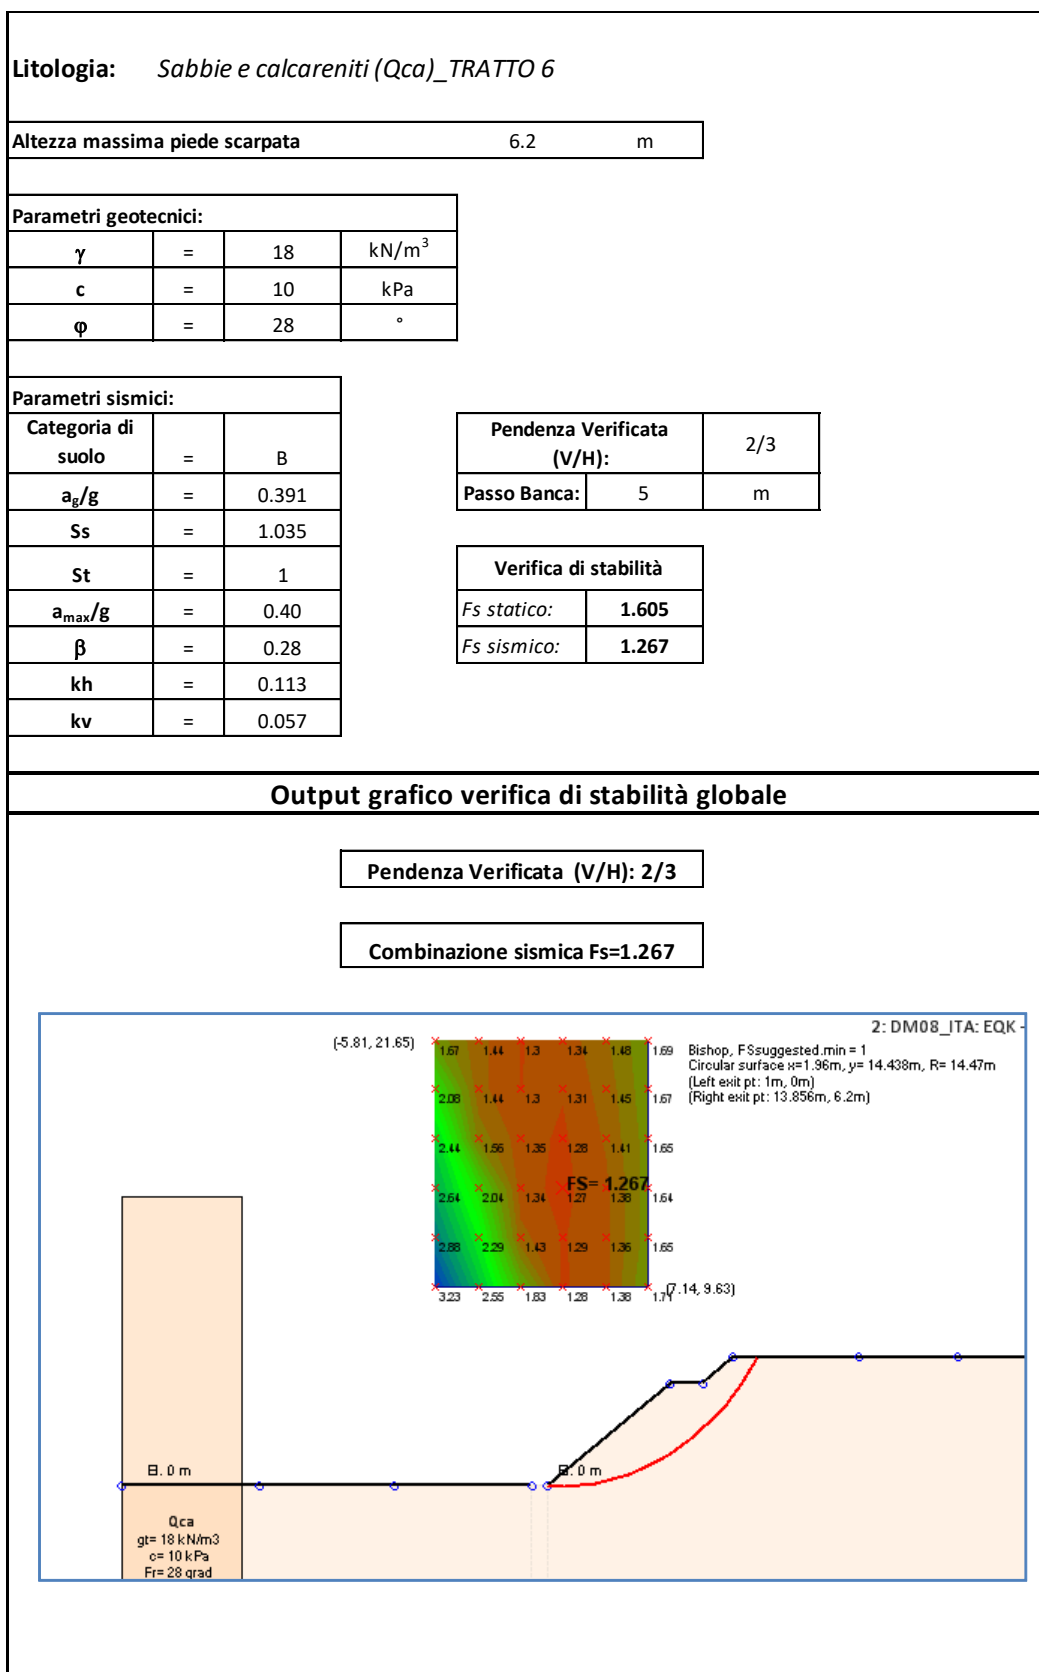 Litologia: Sabbie e calcareniti (Qca)_TRATTO 6
Altezza massima piede scarpata 6.2 m
Parametri geotecnici:
γ = 18 kN/m³
c = 10 kPa
φ = 28 °
Parametri sismici:
Categoria di suolo = B
ag/g = 0.391
Ss = 1.035
St = 1
amax/g = 0.40
β = 0.28
kh = 0.113
kv = 0.057
Pendenza Verificata (V/H): 2/3
Passo Banca: 5 m
Verifica di stabilità
Fs statico: 1.605
Fs sismico: 1.267
Output grafico verifica di stabilità globale
Pendenza Verificata (V/H): 2/3
Combinazione sismica Fs=1.267
2: DM08_ITA: EQK -
(-5.81, 21.65)
Bishop, FSsuggested.min = 1
Circular surface x=1.96m, y= 14.438m, R= 14.47m
(Left exit pt: 1m, 0m)
(Right exit pt: 13.856m, 6.2m)
1.67 1.44 1.3 1.34 1.48 1.69
2.08 1.44 1.3 1.31 1.45 1.67
2.44 1.56 1.35 1.28 1.41 1.65
FS= 1.267
2.64 2.04 1.34 1.27 1.38 1.64
2.88 2.29 1.43 1.29 1.36 1.65
3.23 2.55 1.83 1.28 1.38 1.71
(7.14, 9.63)
El. 0 m
El. 0 m
Qca
gt= 18 kN/m3
c= 10 kPa
Fr= 28 grad